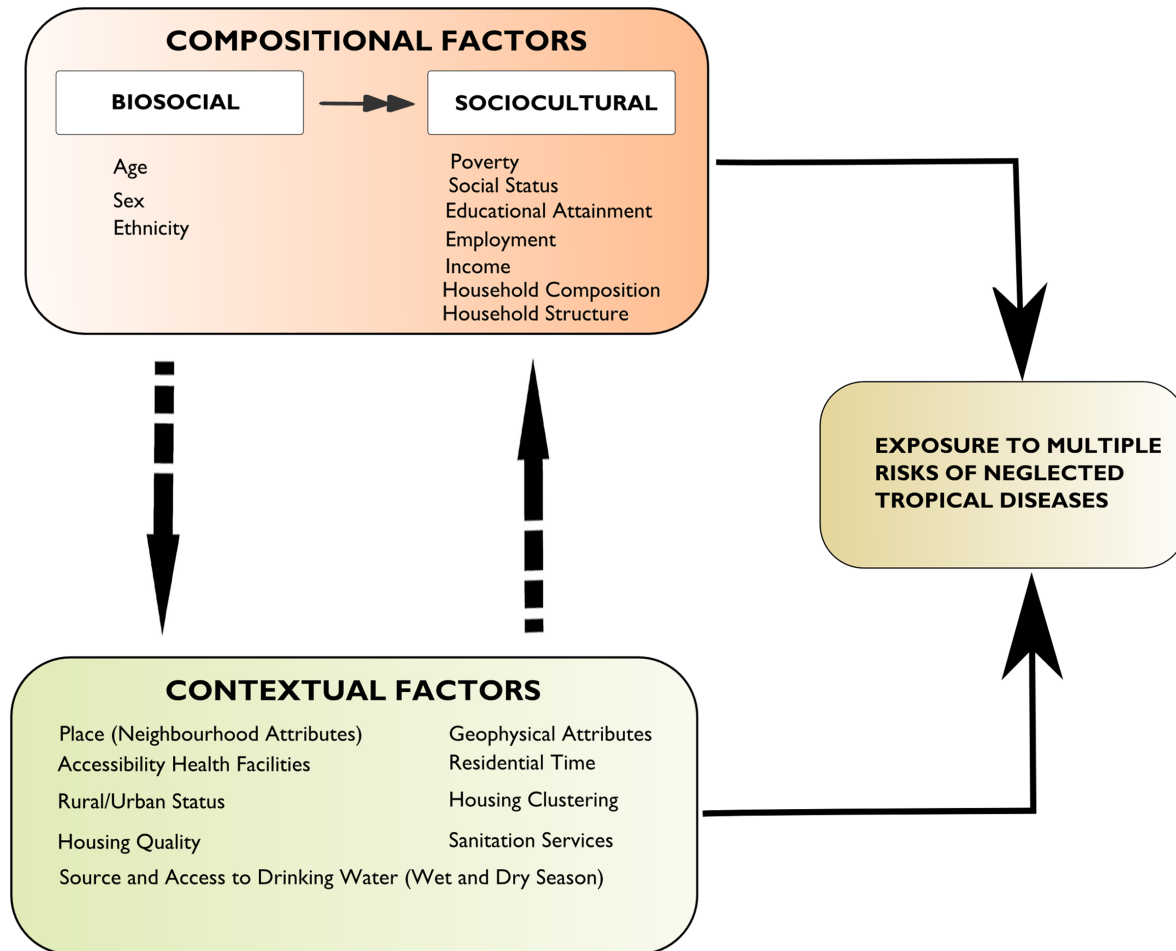 COMPOSITIONAL FACTORS
BIOSOCIAL
SOCIOCULTURAL
Age
Sex
Ethnicity
Poverty
Social Status
Educational Attainment
Employment
Income
Household Composition
Household Structure
EXPOSURE TO MULTIPLE
RISKS OF NEGLECTED
TROPICAL DISEASES
CONTEXTUAL FACTORS
Place (Neighbourhood Attributes)
Accessibility Health Facilities
Rural/Urban Status
Housing Quality
Geophysical Attributes
Residential Time
Housing Clustering
Sanitation Services
Source and Access to Drinking Water (Wet and Dry Season)